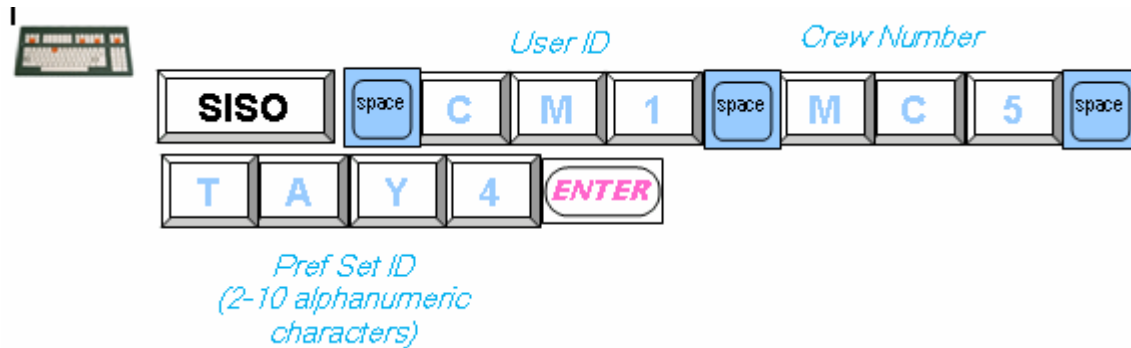 I
User ID Crew Number
SISO space C M 1 space M C 5 space
T A Y 4 ENTER
Pref Set ID
(2-10 alphanumeric
characters)